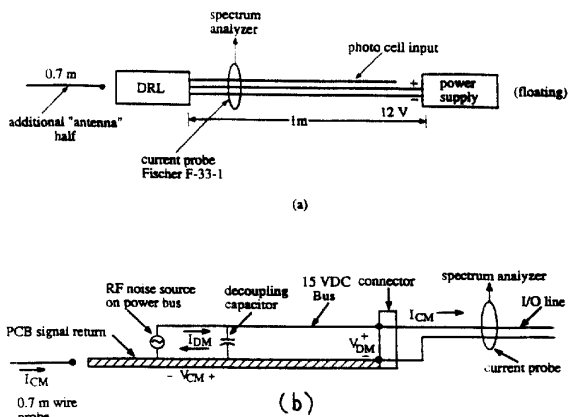 spectrum
analyzer
photo cell input
0.7 m
DRL
+
−
power
supply
(floating)
additional "antenna"
half
12 V
1m
current probe
Fischer F-33-1
(a)
RF noise source
on power bus
decoupling
capacitor
15 VDC
Bus
connector
spectrum analyzer
I/O line
PCB signal return
I_DM
I_CM
+
V_DM
−
I_CM
− V_CM +
current probe
0.7 m wire
probe
(b)